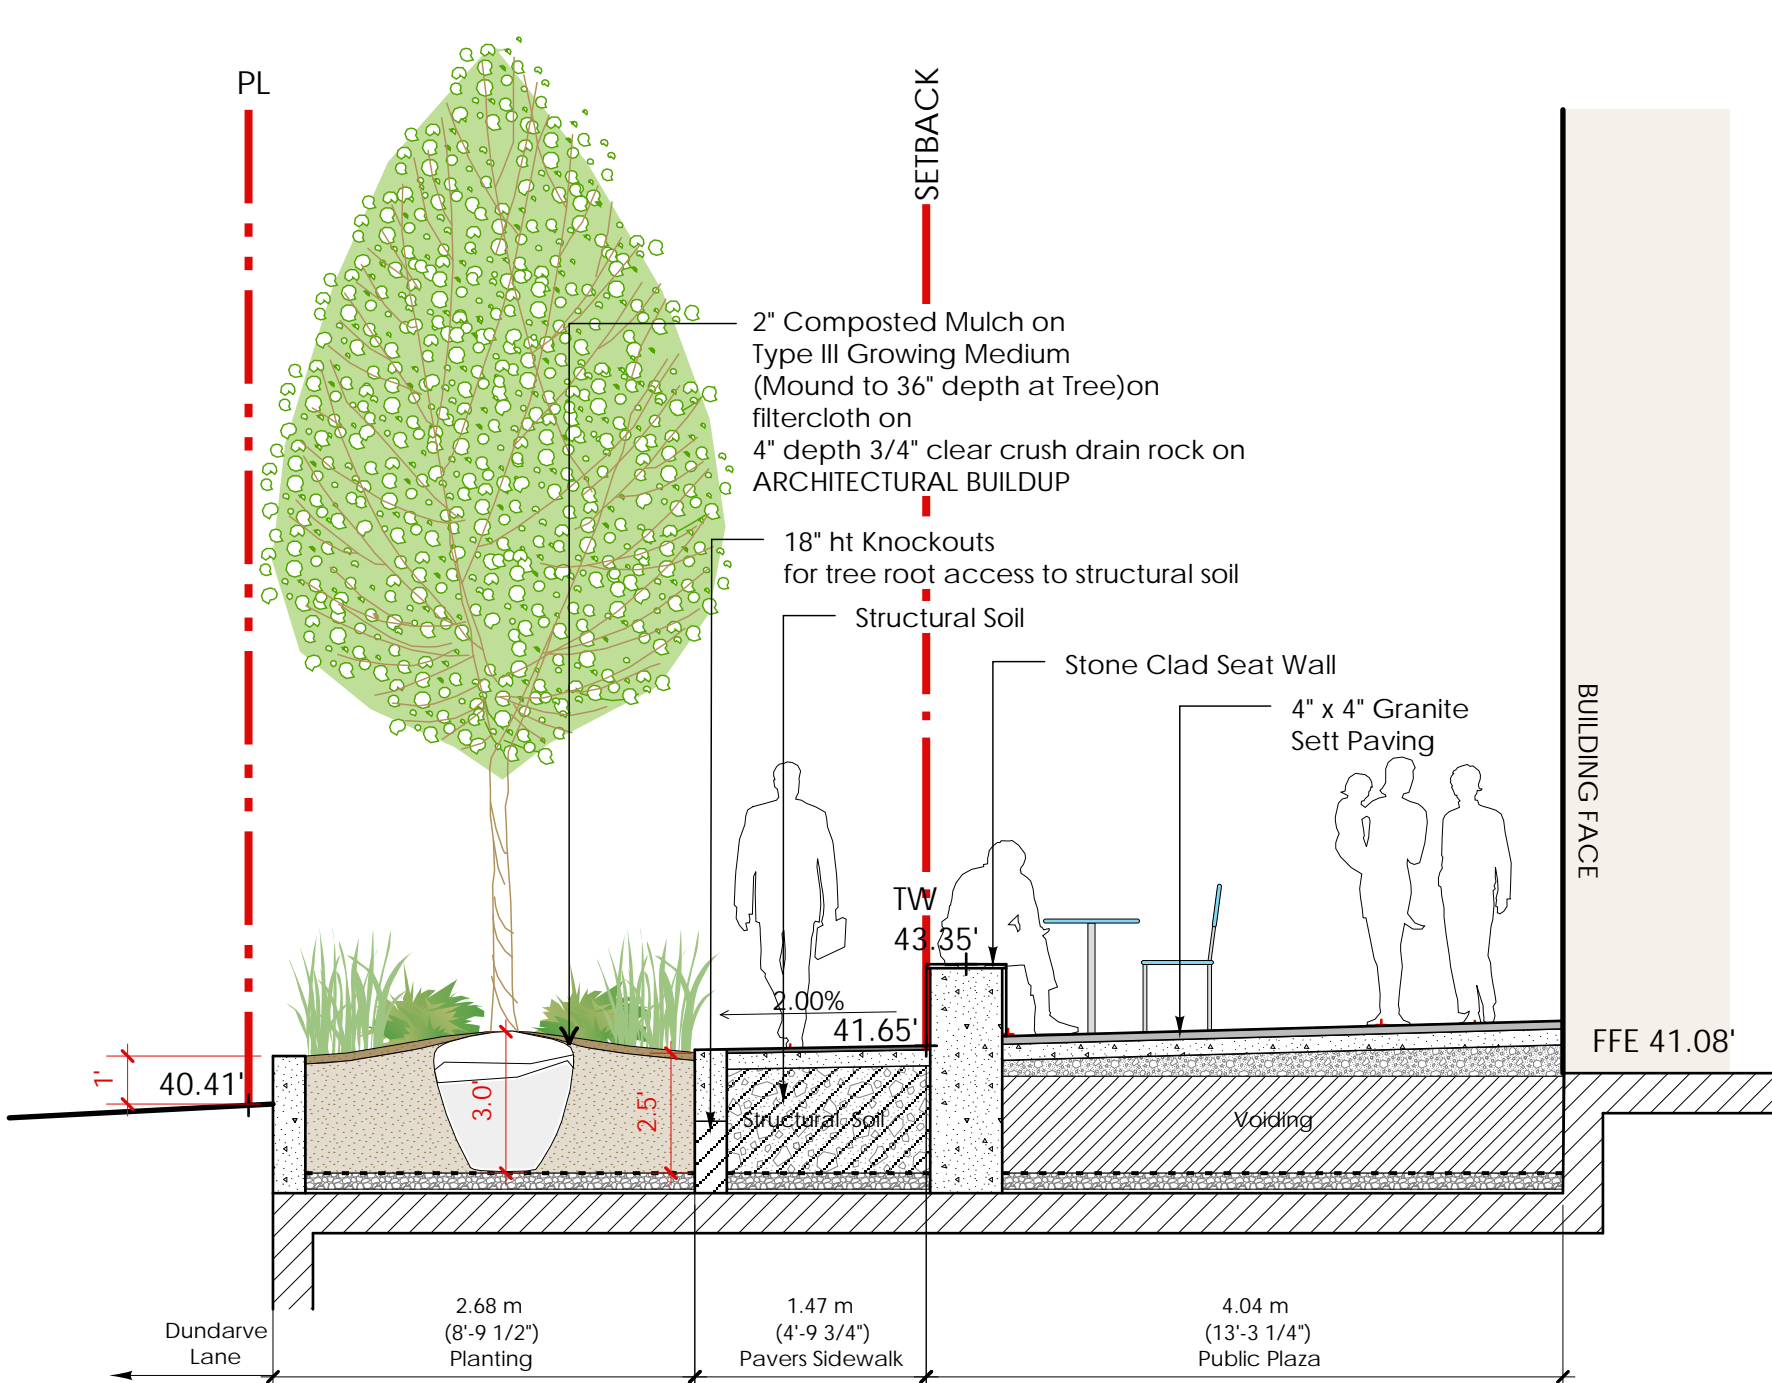 PL
SETBACK
2" Composted Mulch on
Type III Growing Medium
(Mound to 36" depth at Tree)on
filtercloth on
4" depth 3/4" clear crush drain rock on
ARCHITECTURAL BUILDUP
18" ht Knockouts
for tree root access to structural soil
Structural Soil
Stone Clad Seat Wall
4" x 4" Granite
Sett Paving
BUILDING FACE
TW
43.35'
2.00%
41.65'
FFE 41.08'
1'
40.41'
3.0'
2.5'
Structural Soil
Voiding
Dundarve
Lane
2.68 m
(8'-9 1/2")
Planting
1.47 m
(4'-9 3/4")
Pavers Sidewalk
4.04 m
(13'-3 1/4")
Public Plaza